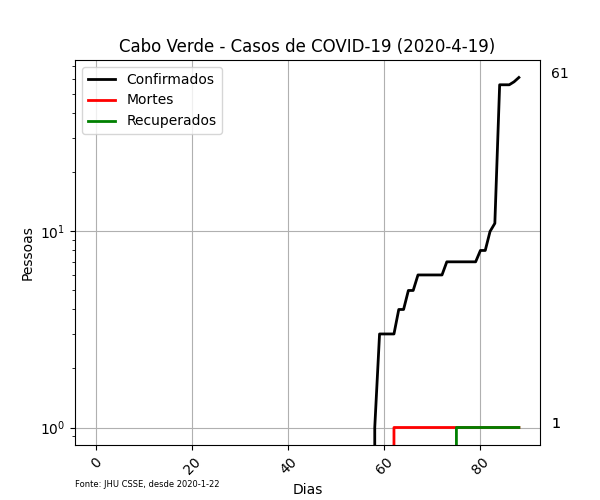 Cabo Verde - Casos de COVID-19 (2020-4-19)
Confirmados
Mortes
Recuperados
61
10¹
Pessoas
1
10⁰
0
20
40
60
80
Fonte: JHU CSSE, desde 2020-1-22
Dias